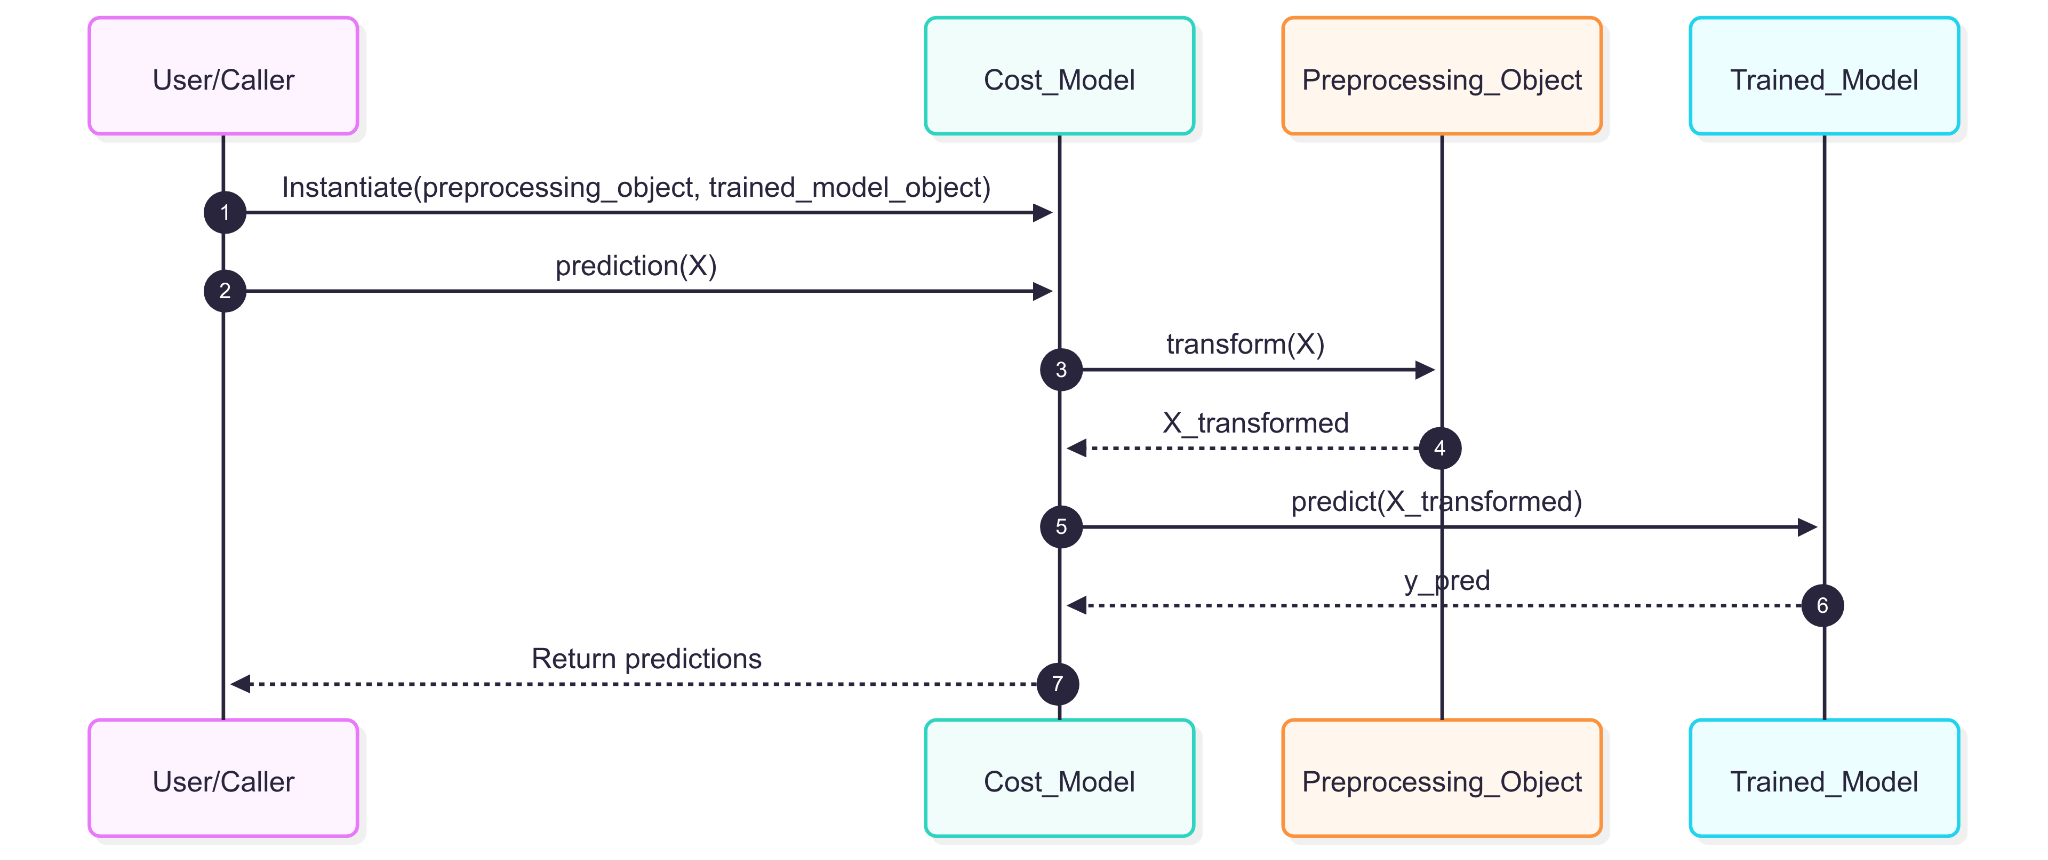 User/Caller
Cost_Model
Preprocessing_Object
Trained_Model
Instantiate(preprocessing_object, trained_model_object)
1
prediction(X)
2
transform(X)
3
X_transformed
4
predict(X_transformed)
5
y_pred
6
Return predictions
7
User/Caller
Cost_Model
Preprocessing_Object
Trained_Model